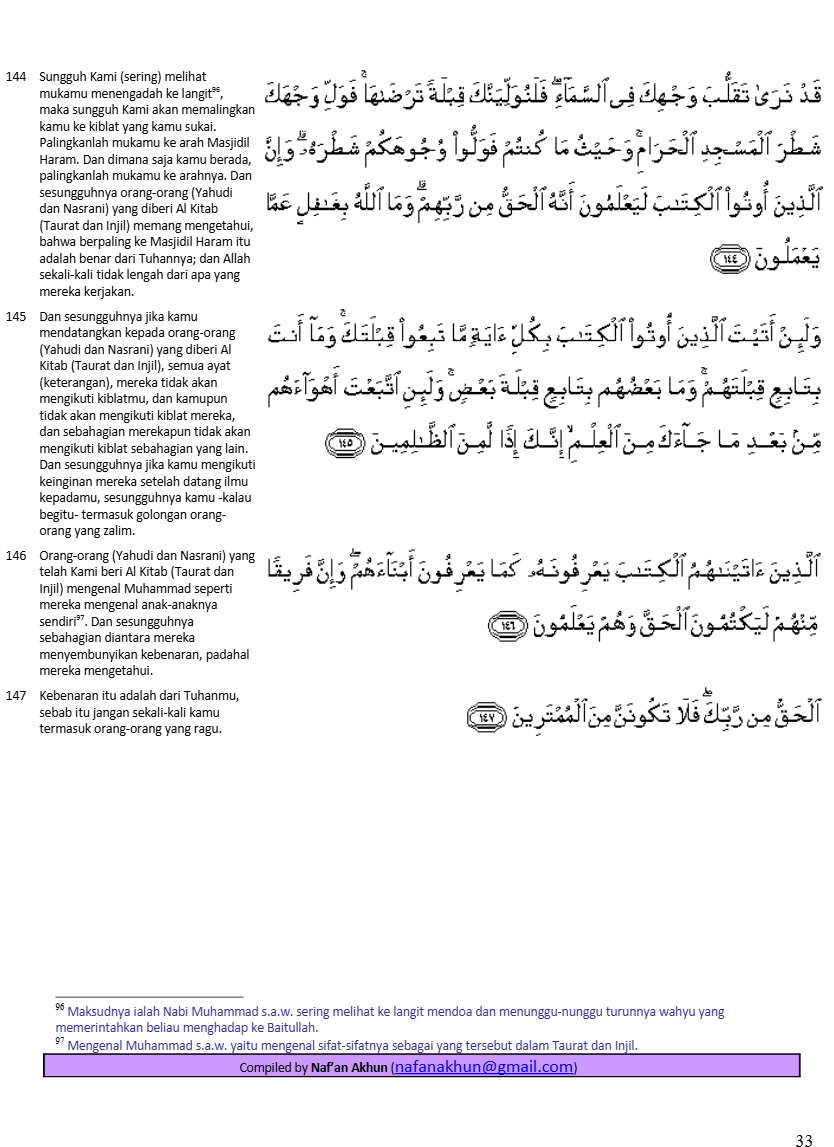 144 Sungguh Kami (sering) melihat
mukamu menengadah ke langit⁹⁶,
maka sungguh Kami akan memalingkan
kamu ke kiblat yang kamu sukai.
Palingkanlah mukamu ke arah Masjidil
Haram. Dan dimana saja kamu berada,
palingkanlah mukamu ke arahnya. Dan
sesungguhnya orang-orang (Yahudi
dan Nasrani) yang diberi Al Kitab
(Taurat dan Injil) memang mengetahui,
bahwa berpaling ke Masjidil Haram itu
adalah benar dari Tuhannya; dan Allah
sekali-kali tidak lengah dari apa yang
mereka kerjakan.
قَدْ نَرَىٰ تَقَلُّبَ وَجْهِكَ فِى ٱلسَّمَآءِ ۖ فَلَنُوَلِّيَنَّكَ قِبْلَةً تَرْضَىٰهَا ۚ فَوَلِّ وَجْهَكَ
شَطْرَ ٱلْمَسْجِدِ ٱلْحَرَامِ ۚ وَحَيْثُ مَا كُنتُمْ فَوَلُّوا۟ وُجُوهَكُمْ شَطْرَهُۥ ۗ وَإِنَّ
ٱلَّذِينَ أُوتُوا۟ ٱلْكِتَـٰبَ لَيَعْلَمُونَ أَنَّهُ ٱلْحَقُّ مِن رَّبِّهِمْ ۗ وَمَا ٱللَّهُ بِغَـٰفِلٍ عَمَّا
يَعْمَلُونَ ١٤٤
145 Dan sesungguhnya jika kamu
mendatangkan kepada orang-orang
(Yahudi dan Nasrani) yang diberi Al
Kitab (Taurat dan Injil), semua ayat
(keterangan), mereka tidak akan
mengikuti kiblatmu, dan kamupun
tidak akan mengikuti kiblat mereka,
dan sebahagian merekapun tidak akan
mengikuti kiblat sebahagian yang lain.
Dan sesungguhnya jika kamu mengikuti
keinginan mereka setelah datang ilmu
kepadamu, sesungguhnya kamu -kalau
begitu- termasuk golongan orang-
orang yang zalim.
وَلَئِنْ أَتَيْتَ ٱلَّذِينَ أُوتُوا۟ ٱلْكِتَـٰبَ بِكُلِّ ءَايَةٍ مَّا تَبِعُوا۟ قِبْلَتَكَ ۚ وَمَآ أَنتَ
بِتَابِعٍ قِبْلَتَهُمْ ۚ وَمَا بَعْضُهُم بِتَابِعٍ قِبْلَةَ بَعْضٍ ۚ وَلَئِنِ ٱتَّبَعْتَ أَهْوَآءَهُم
مِّنۢ بَعْدِ مَا جَآءَكَ مِنَ ٱلْعِلْمِ ۙ إِنَّكَ إِذًا لَّمِنَ ٱلظَّـٰلِمِينَ ١٤٥
146 Orang-orang (Yahudi dan Nasrani) yang
telah Kami beri Al Kitab (Taurat dan
Injil) mengenal Muhammad seperti
mereka mengenal anak-anaknya
sendiri⁹⁷. Dan sesungguhnya
sebahagian diantara mereka
menyembunyikan kebenaran, padahal
mereka mengetahui.
ٱلَّذِينَ ءَاتَيْنَـٰهُمُ ٱلْكِتَـٰبَ يَعْرِفُونَهُۥ كَمَا يَعْرِفُونَ أَبْنَآءَهُمْ ۖ وَإِنَّ فَرِيقًا
مِّنْهُمْ لَيَكْتُمُونَ ٱلْحَقَّ وَهُمْ يَعْلَمُونَ ١٤٦
147 Kebenaran itu adalah dari Tuhanmu,
sebab itu jangan sekali-kali kamu
termasuk orang-orang yang ragu.
ٱلْحَقُّ مِن رَّبِّكَ ۖ فَلَا تَكُونَنَّ مِنَ ٱلْمُمْتَرِينَ ١٤٧
⁹⁶ Maksudnya ialah Nabi Muhammad s.a.w. sering melihat ke langit mendoa dan menunggu-nunggu turunnya wahyu yang
memerintahkan beliau menghadap ke Baitullah.
⁹⁷ Mengenal Muhammad s.a.w. yaitu mengenal sifat-sifatnya sebagai yang tersebut dalam Taurat dan Injil.
Compiled by Naf’an Akhun (nafanakhun@gmail.com)
33